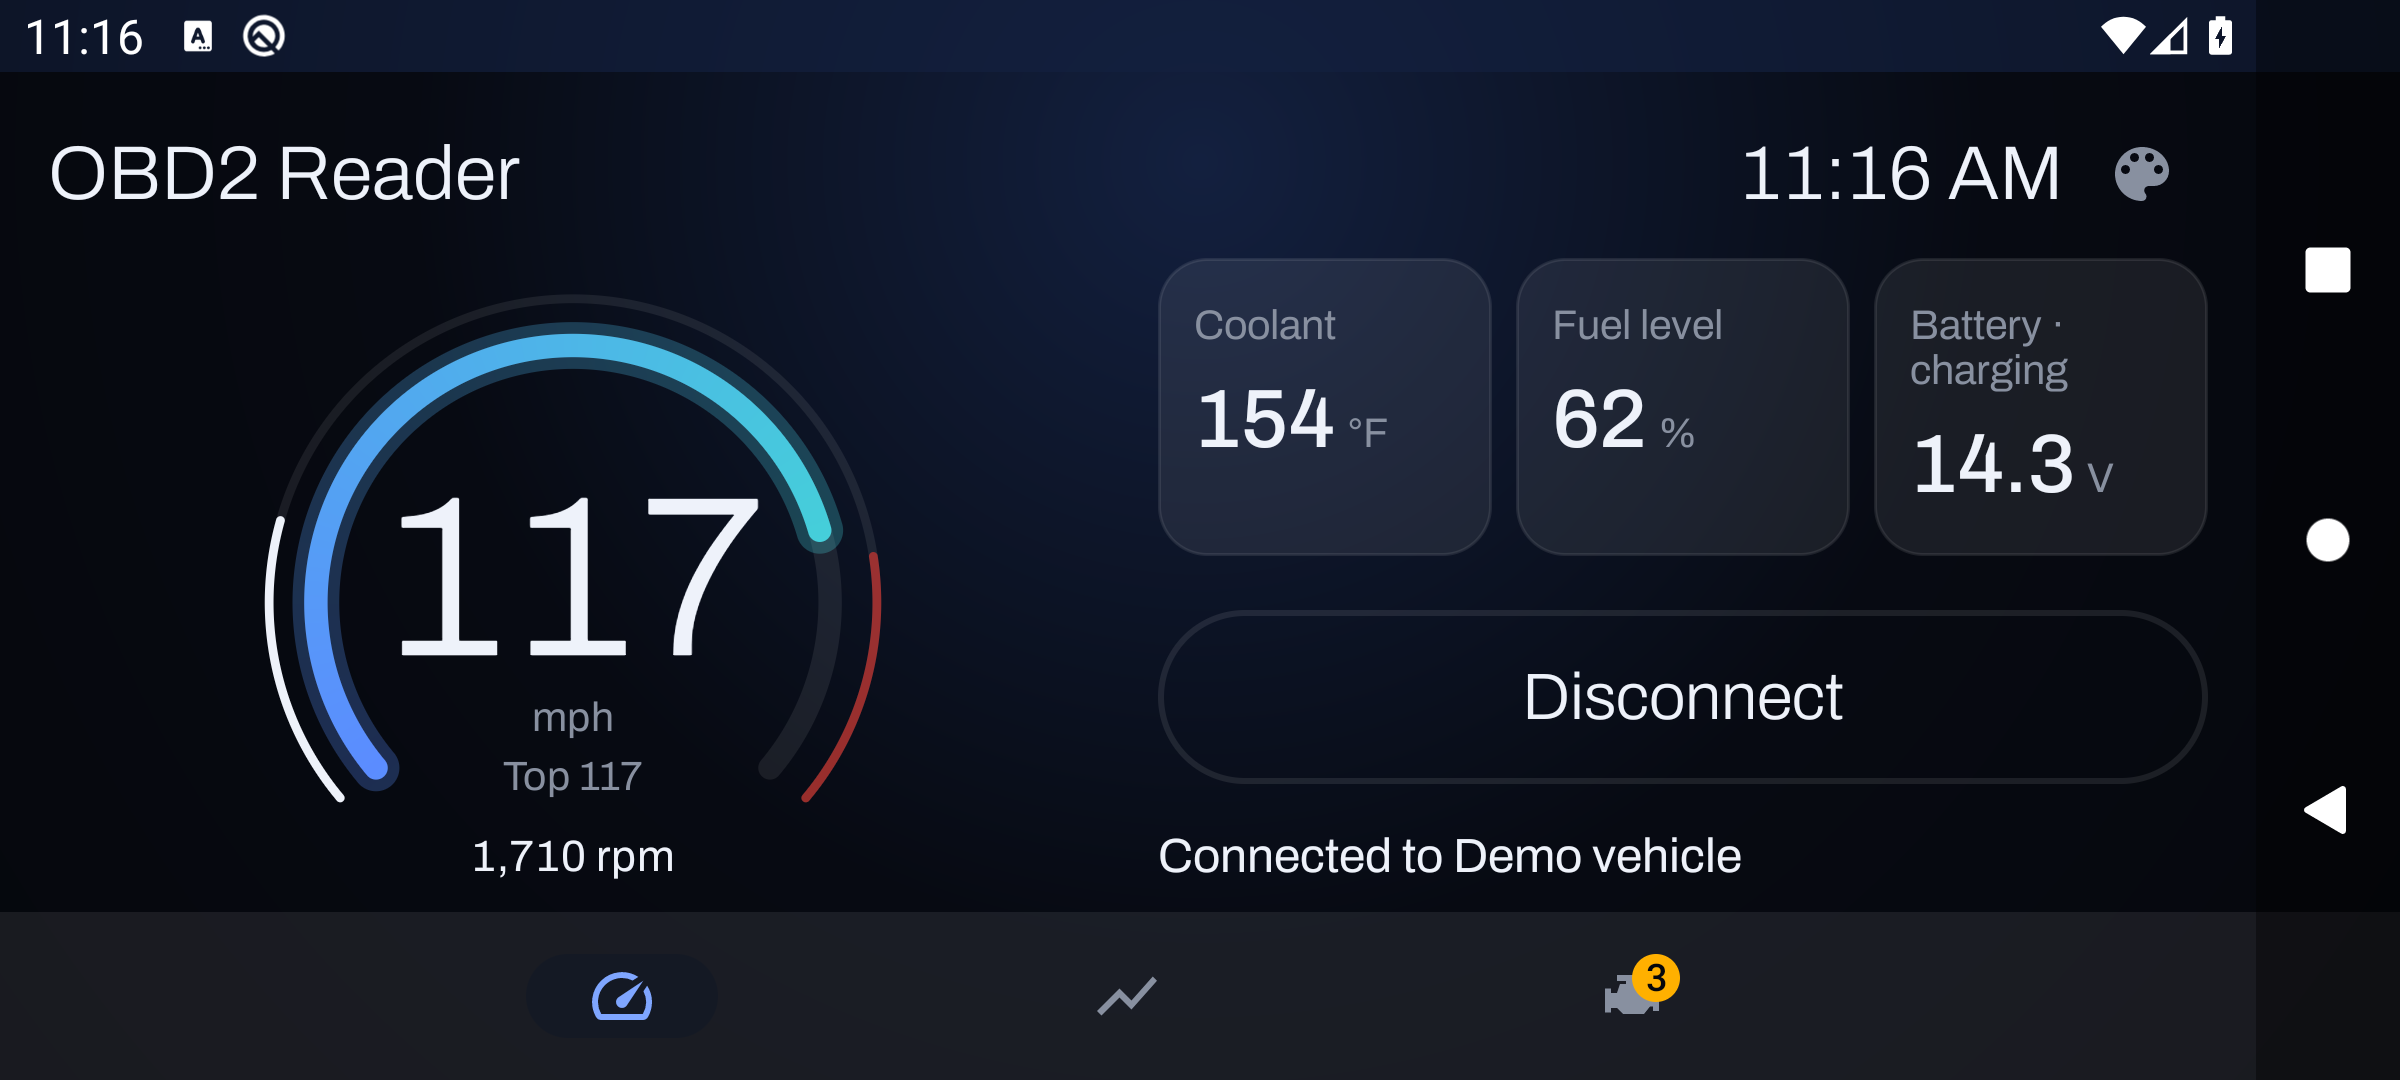 11:16
OBD2 Reader
11:16 AM
117
mph
Top 117
1,710 rpm
Coolant
154 °F
Fuel level
62 %
Battery ·
charging
14.3 V
Disconnect
Connected to Demo vehicle
3